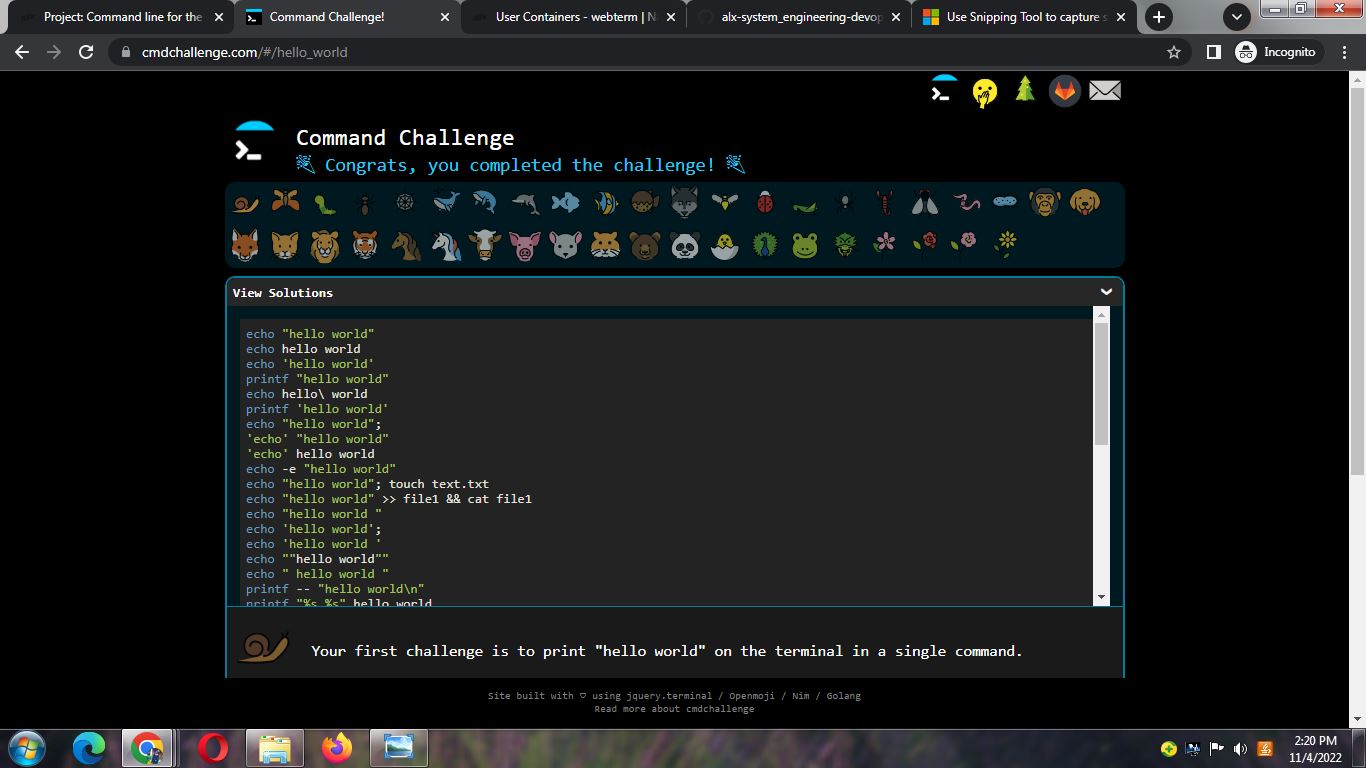 Project: Command line for the
Command Challenge!
User Containers - webterm | N
alx-system_engineering-devop
Use Snipping Tool to capture s
cmdchallenge.com/#/hello_world
Incognito
Command Challenge
Congrats, you completed the challenge!
View Solutions
echo "hello world"
echo hello world
echo 'hello world'
printf "hello world"
echo hello\ world
printf 'hello world'
echo "hello world";
'echo' "hello world"
'echo' hello world
echo -e "hello world"
echo "hello world"; touch text.txt
echo "hello world" >> file1 && cat file1
echo "hello world "
echo 'hello world';
echo 'hello world '
echo ""hello world""
echo " hello world "
printf -- "hello world\n"
printf "%s %s" hello world
Your first challenge is to print "hello world" on the terminal in a single command.
Site built with ♡ using jquery.terminal / Openmoji / Nim / Golang
Read more about cmdchallenge
2:20 PM
11/4/2022